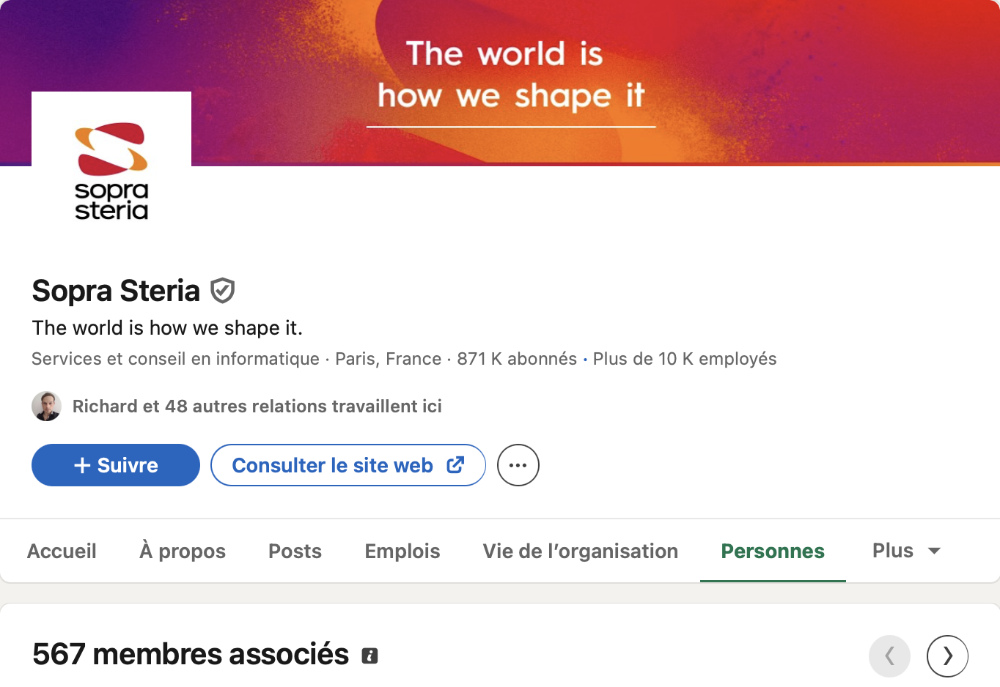 The world is
how we shape it
sopra
steria
Sopra Steria
The world is how we shape it.
Services et conseil en informatique · Paris, France · 871 K abonnés · Plus de 10 K employés
Richard et 48 autres relations travaillent ici
+ Suivre
Consulter le site web
Accueil
À propos
Posts
Emplois
Vie de l’organisation
Personnes
Plus
567 membres associés